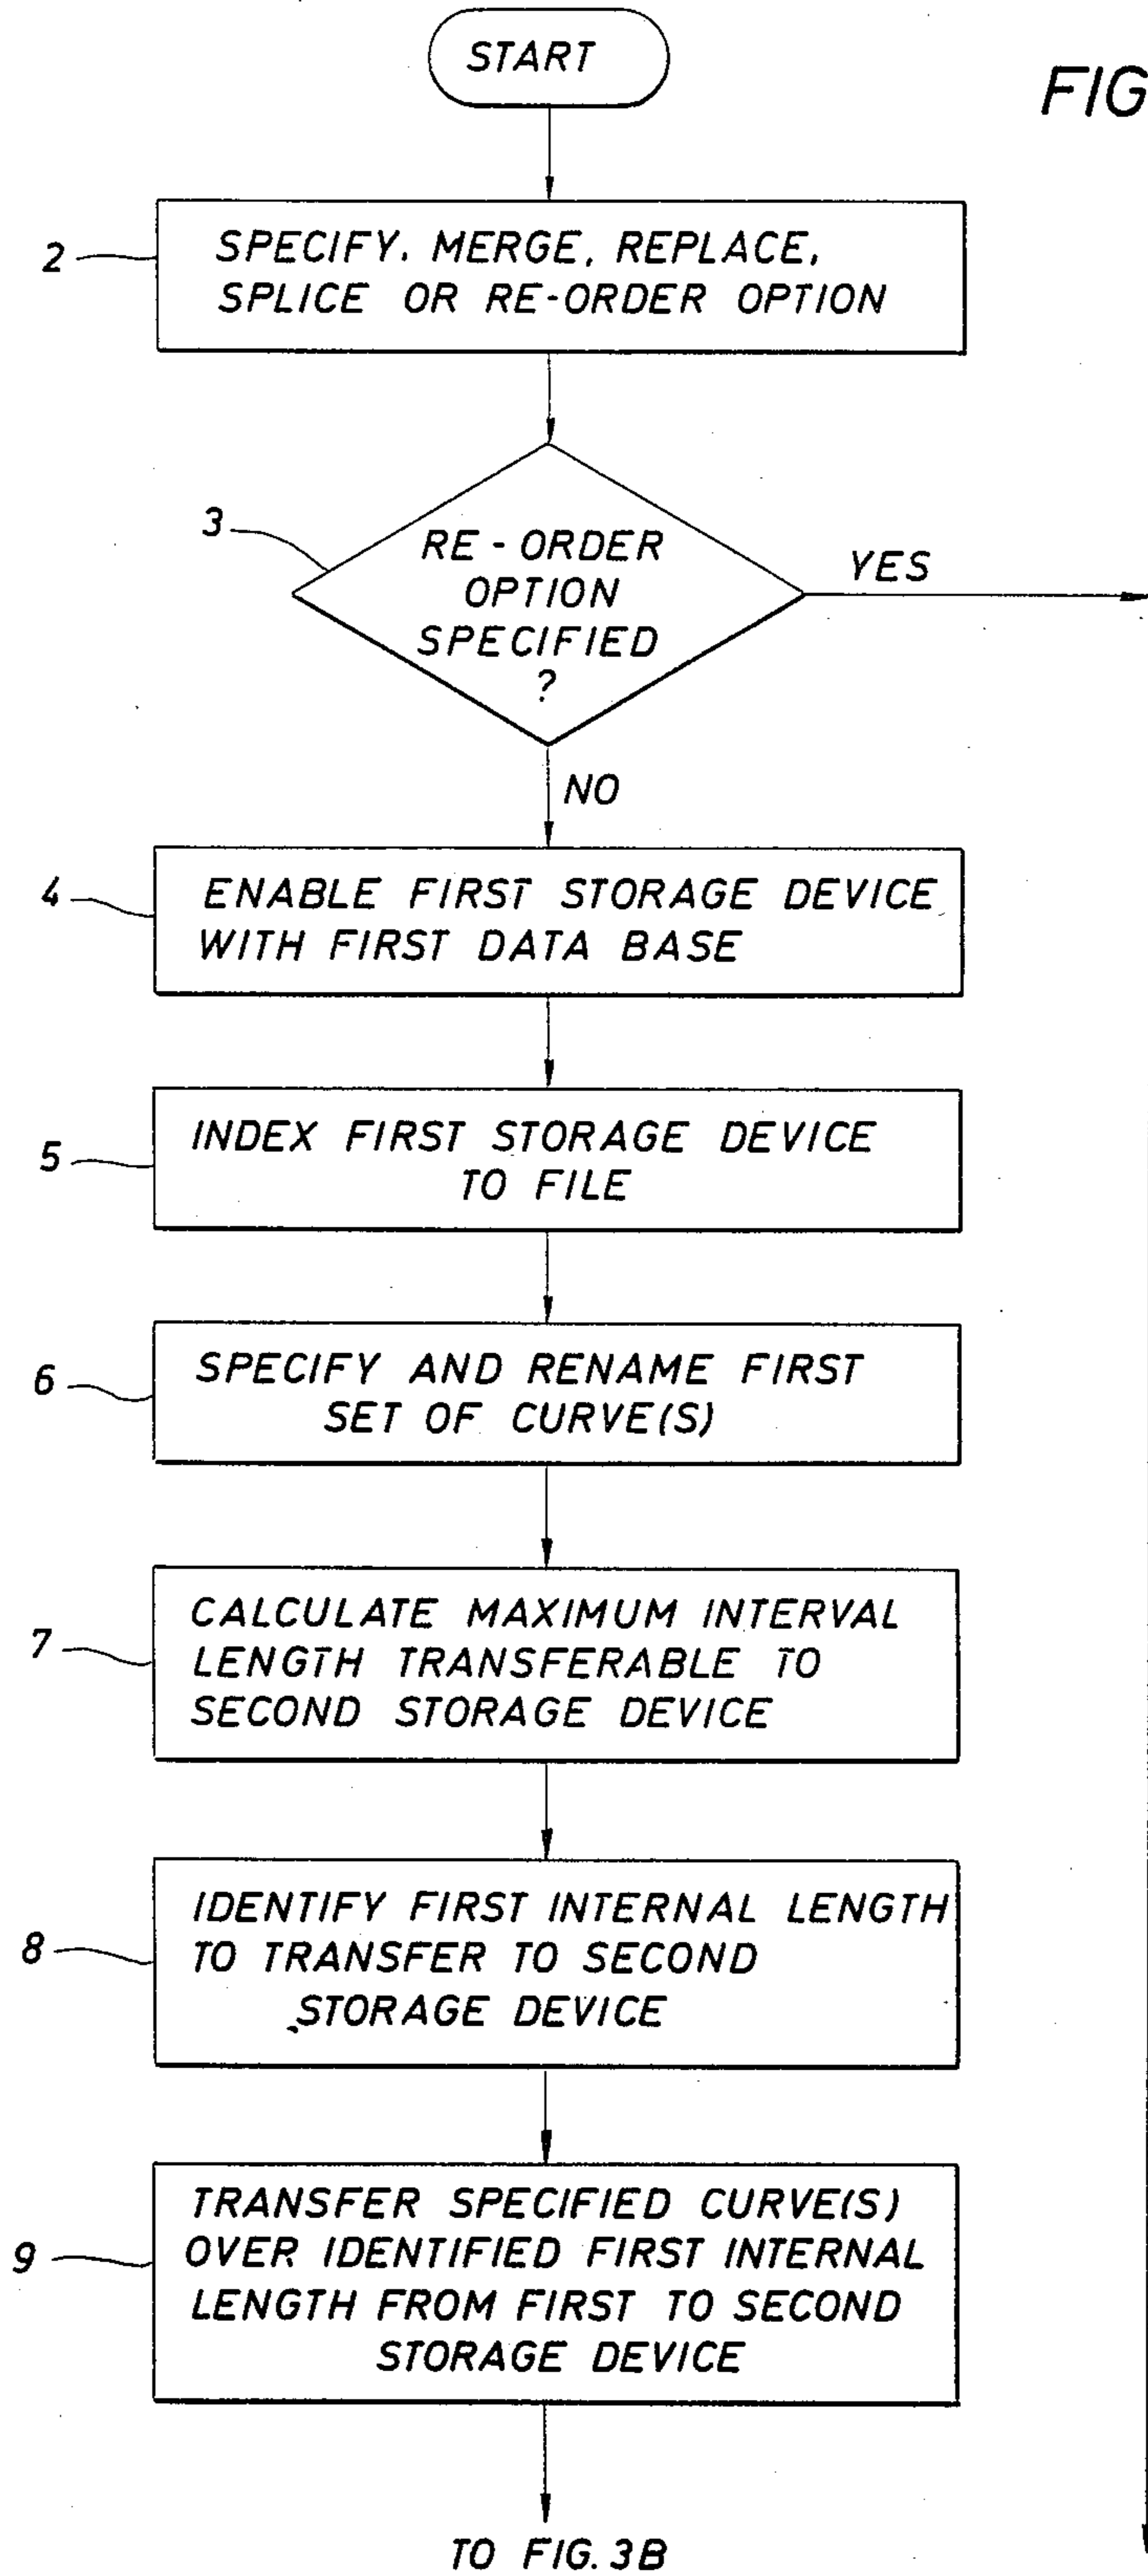 START
FIG
2
SPECIFY. MERGE, REPLACE,
SPLICE OR RE-ORDER OPTION
3
RE-ORDER
OPTION
SPECIFIED
?
YES
NO
4
ENABLE FIRST STORAGE DEVICE
WITH FIRST DATA BASE
5
INDEX FIRST STORAGE DEVICE
TO FILE
6
SPECIFY AND RENAME FIRST
SET OF CURVE(S)
7
CALCULATE MAXIMUM INTERVAL
LENGTH TRANSFERABLE TO
SECOND STORAGE DEVICE
8
IDENTIFY FIRST INTERNAL LENGTH
TO TRANSFER TO SECOND
STORAGE DEVICE
9
TRANSFER SPECIFIED CURVE(S)
OVER IDENTIFIED FIRST INTERNAL
LENGTH FROM FIRST TO SECOND
STORAGE DEVICE
TO FIG. 3B